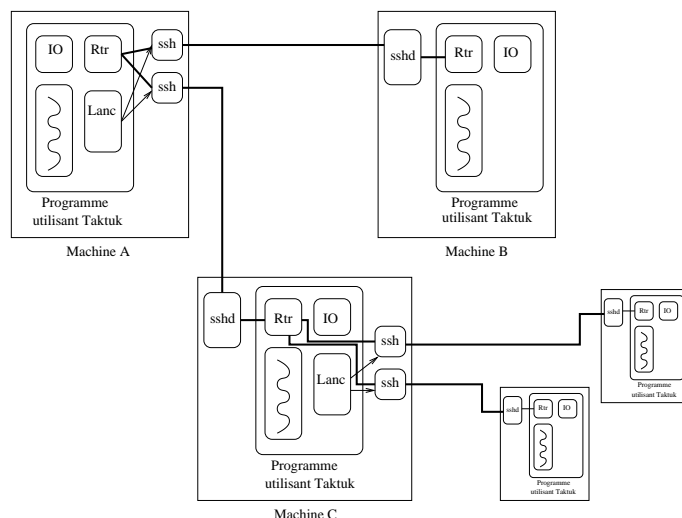 IO
Rtr
ssh
ssh
Lanc
Programme
utilisant Taktuk
Machine A
sshd
Rtr
IO
Programme
utilisant Taktuk
Machine B
sshd
Rtr
IO
ssh
Lanc
ssh
Programme
utilisant Taktuk
Machine C
sshd
Rtr
IO
Programme
utilisant Taktuk
sshd
Rtr
IO
Programme
utilisant Taktuk